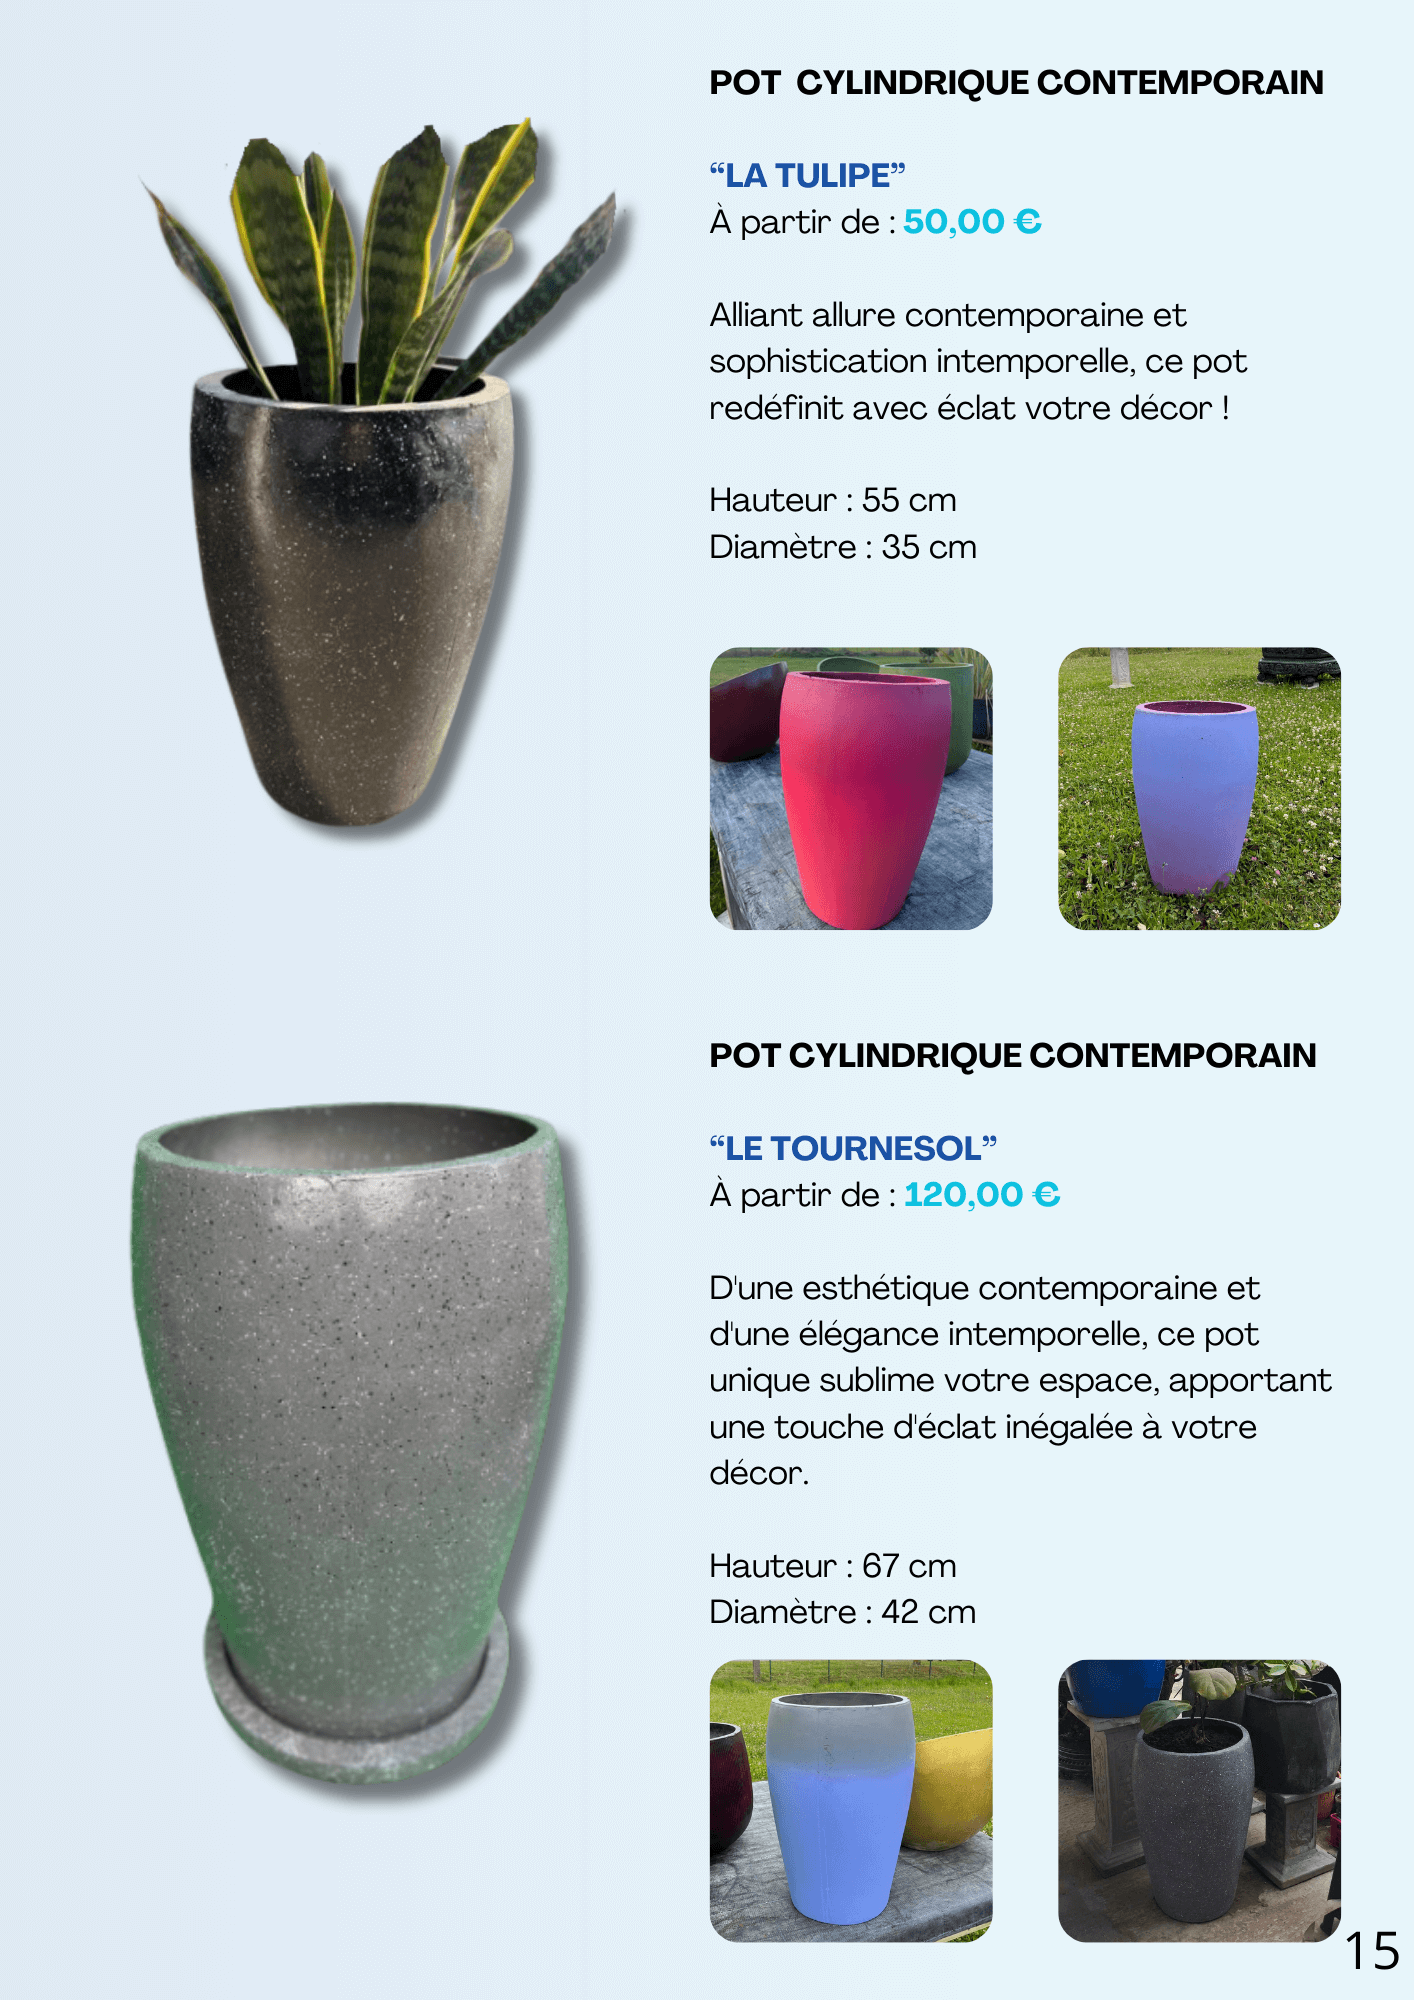 POT CYLINDRIQUE CONTEMPORAIN
“LA TULIPE”
À partir de : 50,00 €
Alliant allure contemporaine et
sophistication intemporelle, ce pot
redéfinit avec éclat votre décor !
Hauteur : 55 cm
Diamètre : 35 cm
POT CYLINDRIQUE CONTEMPORAIN
“LE TOURNESOL”
À partir de : 120,00 €
D'une esthétique contemporaine et
d'une élégance intemporelle, ce pot
unique sublime votre espace, apportant
une touche d'éclat inégalée à votre
décor.
Hauteur : 67 cm
Diamètre : 42 cm
15